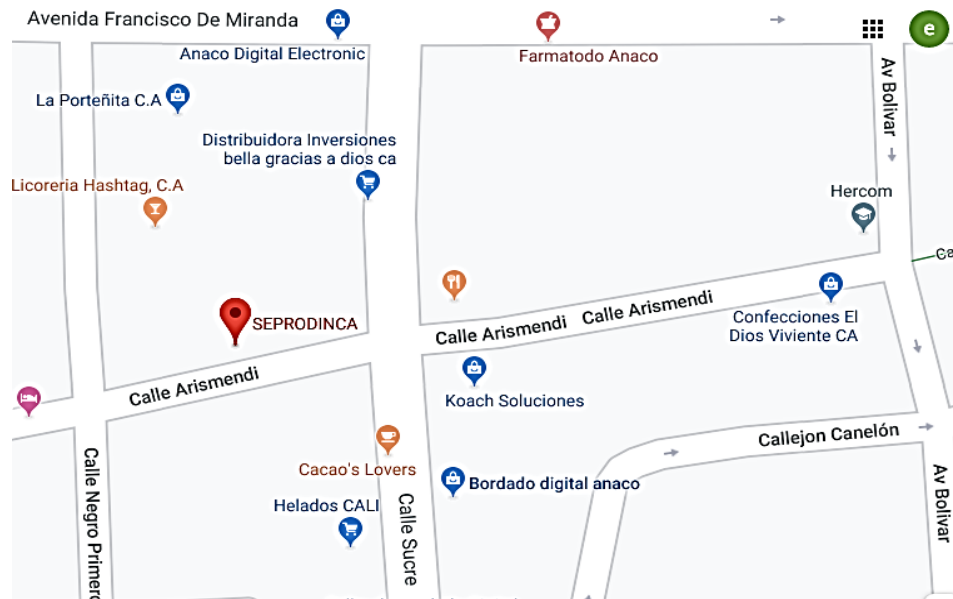 Avenida Francisco De Miranda
e
Anaco Digital Electronic
Farmatodo Anaco
Av Bolivar
La Porteñita C.A
Distribuidora Inversiones
bella gracias a dios ca
Licoreria Hashtag, C.A
Hercom
Ca
SEPRODINCA
Calle Arismendi
Calle Arismendi
Confecciones El
Dios Viviente CA
Calle Arismendi
Koach Soluciones
Callejon Canelón
Calle Negro Primero
Cacao's Lovers
Bordado digital anaco
Av Bolivar
Helados CALI
Calle Sucre